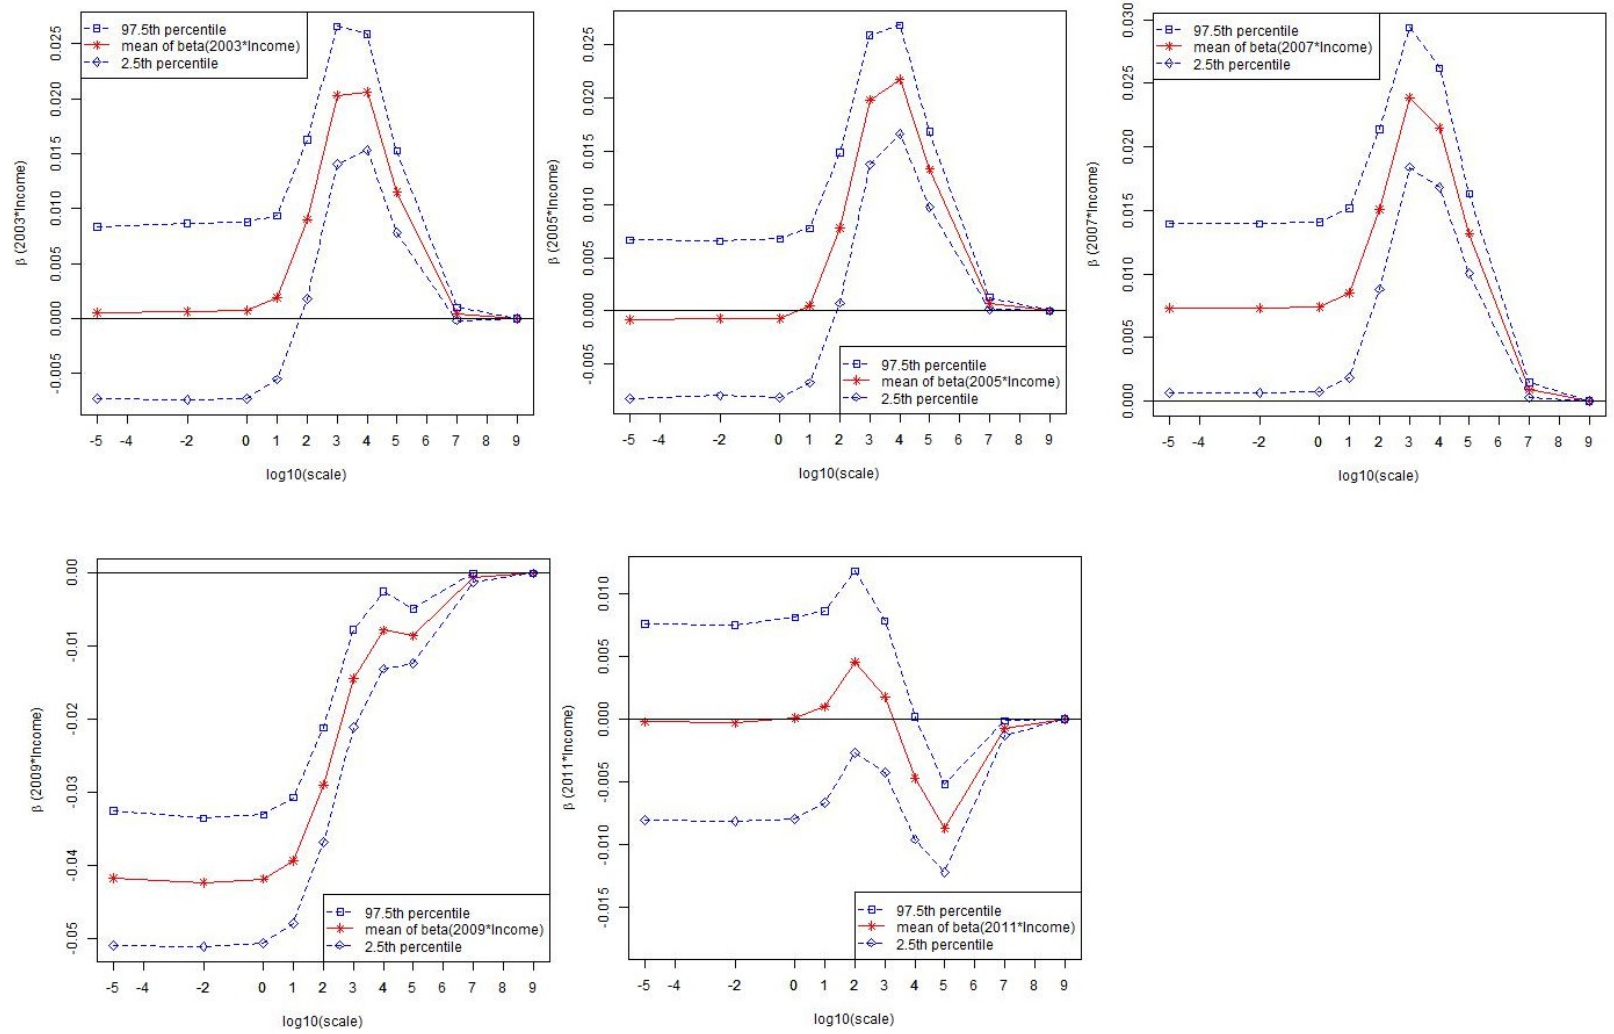 97.5th percentile
mean of beta(2003*Income)
2.5th percentile
β (2003*Income)
0.025
0.020
0.015
0.010
0.005
0.000
-0.005
-5 -4 -2 0 1 2 3 4 5 7 8 9
log10(scale)
97.5th percentile
mean of beta(2005*Income)
2.5th percentile
β (2005*Income)
0.025
0.020
0.015
0.010
0.005
0.000
-0.005
-5 -4 -2 0 1 2 3 4 5 7 8 9
log10(scale)
97.5th percentile
mean of beta(2007*Income)
2.5th percentile
β (2007*Income)
0.030
0.025
0.020
0.015
0.010
0.005
0.000
-5 -4 -2 0 1 2 3 4 5 7 8 9
log10(scale)
β (2009*Income)
0.00
-0.01
-0.02
-0.03
-0.04
-0.05
97.5th percentile
mean of beta(2009*Income)
2.5th percentile
-5 -4 -2 0 1 2 3 4 5 7 8 9
log10(scale)
β (2011*Income)
0.010
0.005
0.000
-0.005
-0.010
-0.015
97.5th percentile
mean of beta(2011*Income)
2.5th percentile
-5 -4 -2 0 1 2 3 4 5 7 8 9
log10(scale)